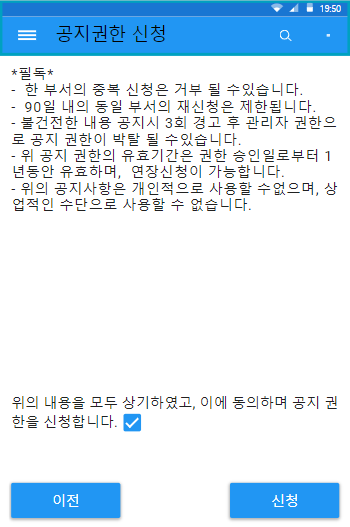 19:50
공지권한 신청
*필독*
- 한 부서의 중복 신청은 거부 될 수있습니다.
- 90일 내의 동일 부서의 재신청은 제한됩니다.
- 불건전한 내용 공지시 3회 경고 후 관리자 권한으
로 공지 권한이 박탈 될 수있습니다.
- 위 공지 권한의 유효기간은 권한 승인일로부터 1
년동안 유효하며, 연장신청이 가능합니다.
- 위의 공지사항은 개인적으로 사용할 수없으며, 상
업적인 수단으로 사용할 수 없습니다.
위의 내용을 모두 상기하였고, 이에 동의하며 공지 권
한을 신청합니다.
이전
신청